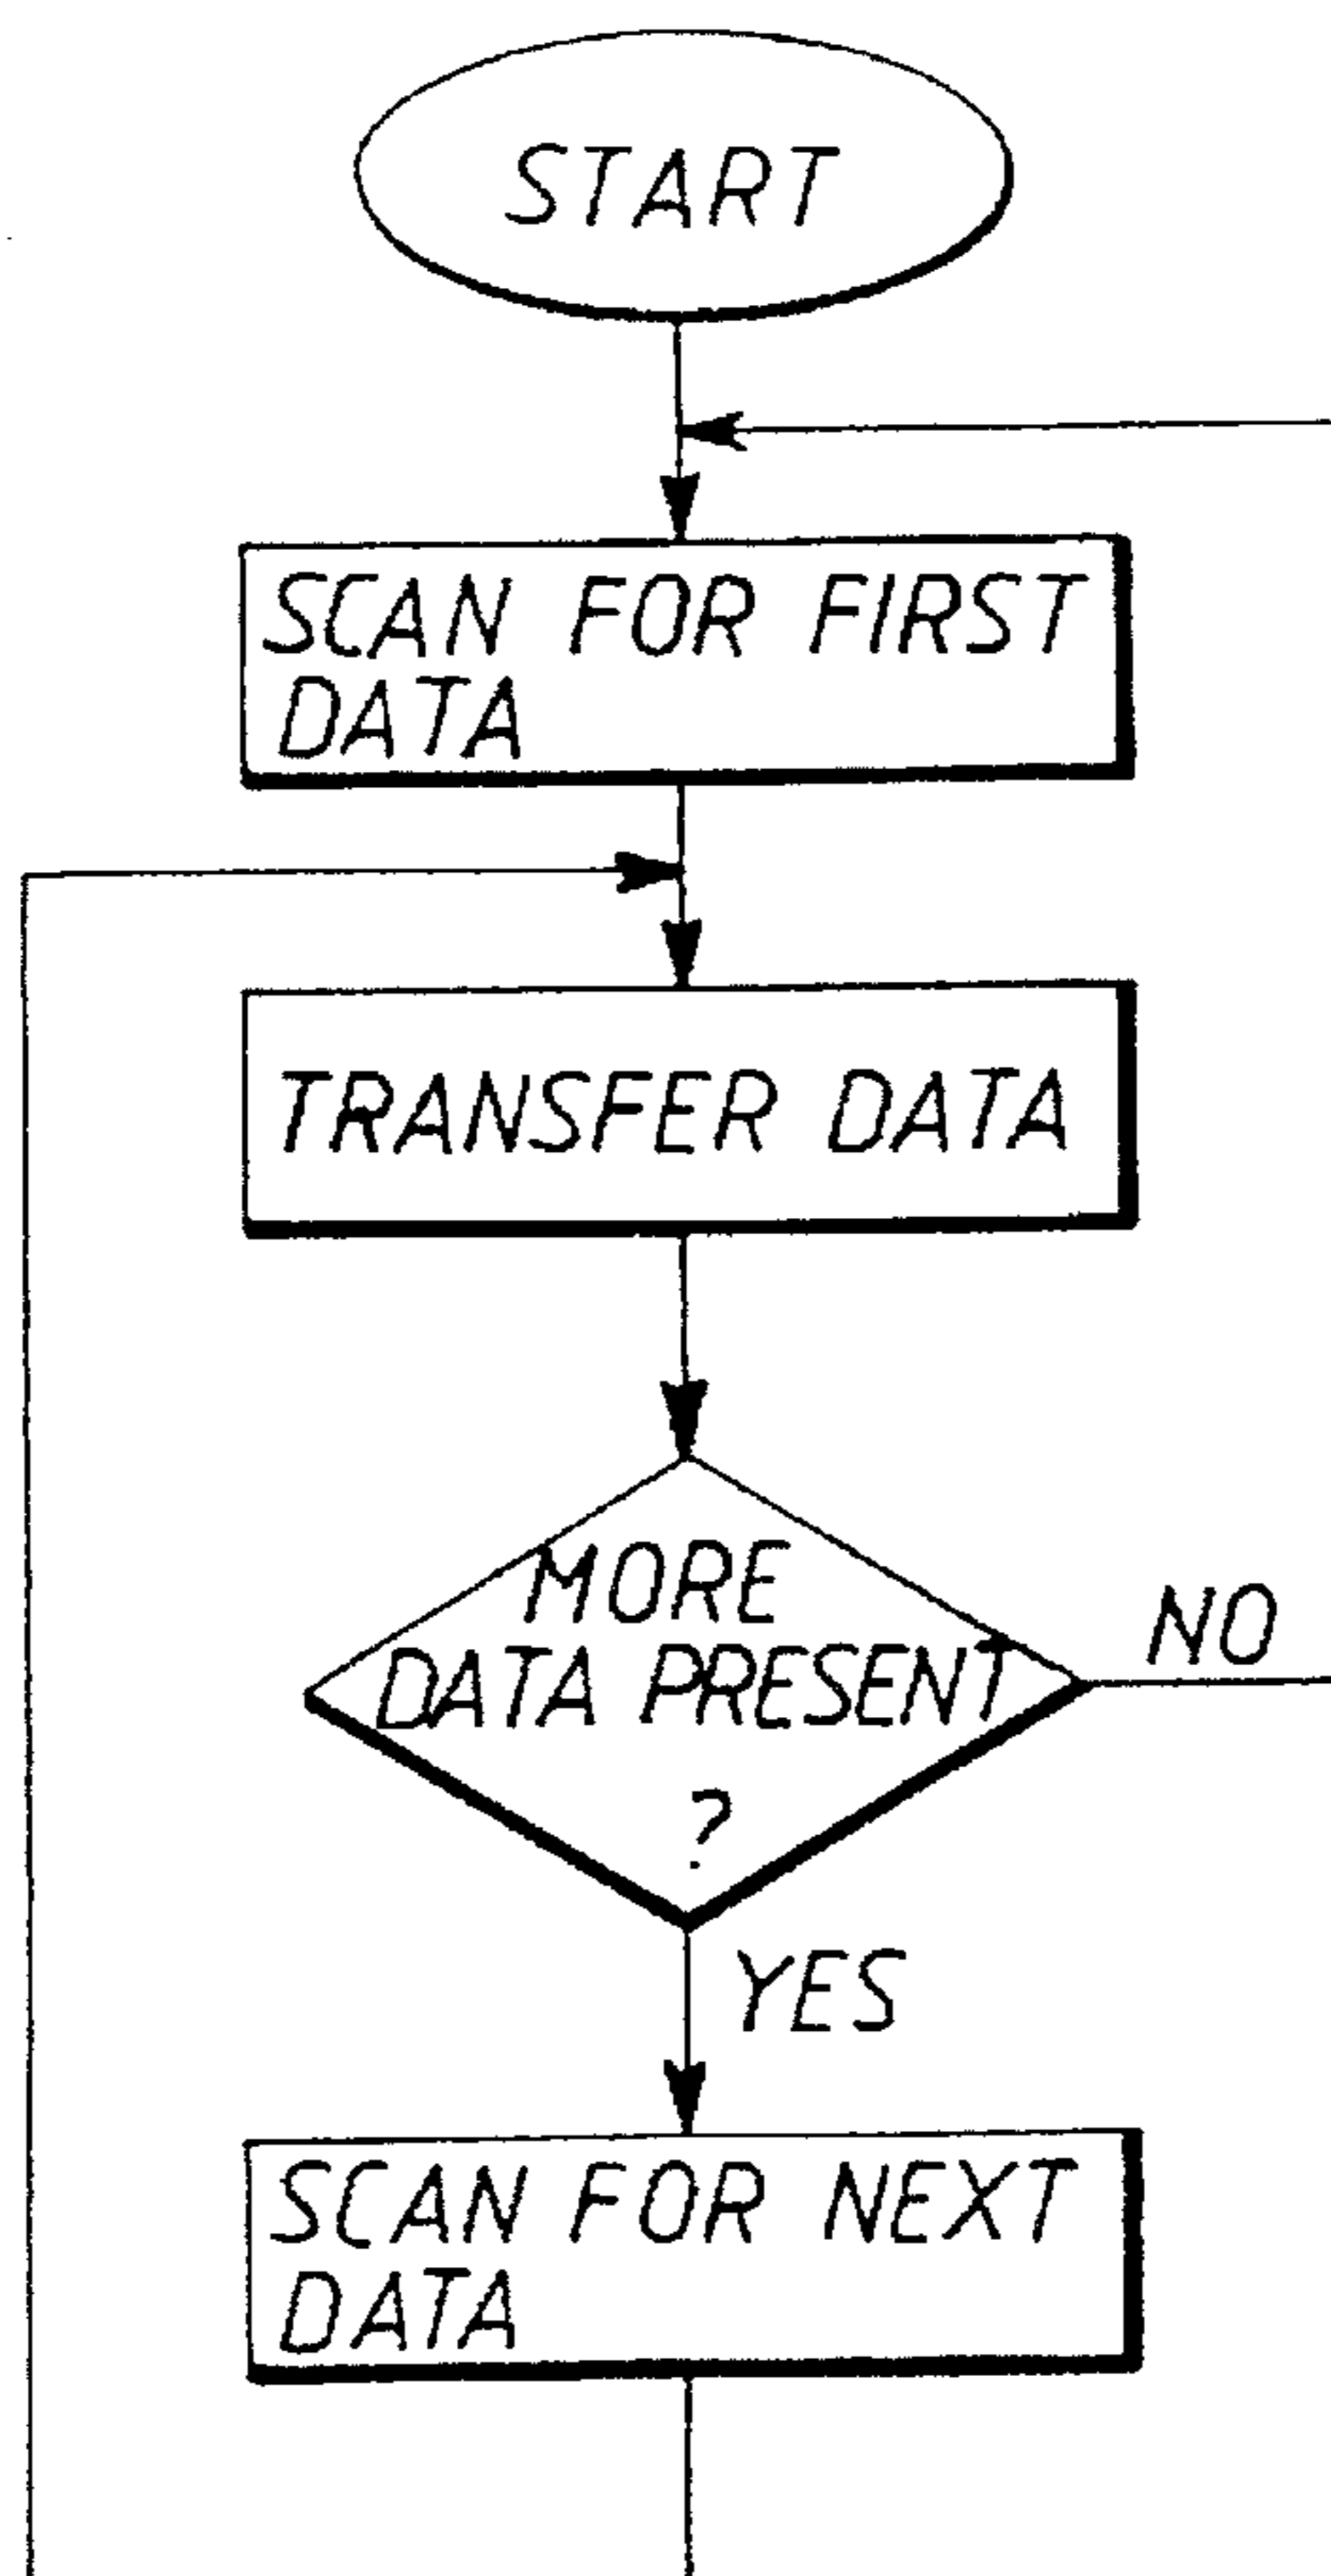 START
SCAN FOR FIRST
DATA
TRANSFER DATA
MORE
DATA PRESENT
?
NO
YES
SCAN FOR NEXT
DATA